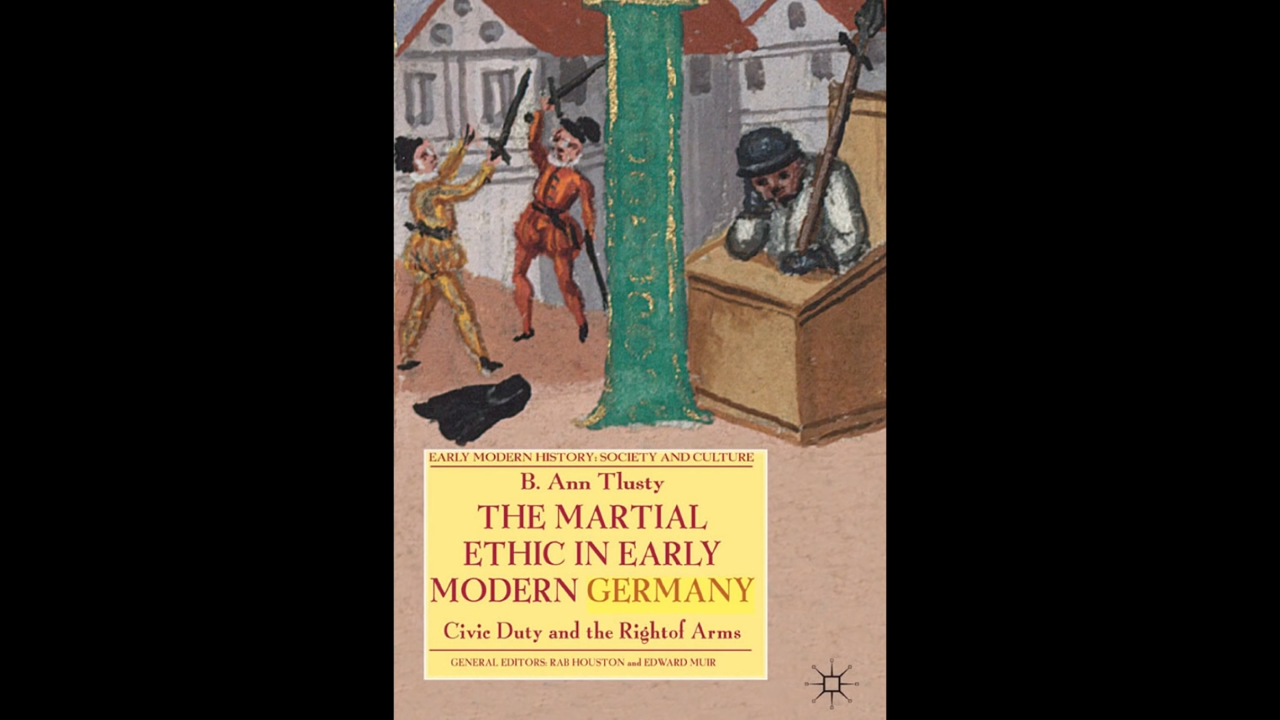 EARLY MODERN HISTORY: SOCIETY AND CULTURE
B. Ann Tlusty
THE MARTIAL
ETHIC IN EARLY
MODERN GERMANY
Civic Duty and the Rightof Arms
GENERAL EDITORS: RAB HOUSTON and EDWARD MUIR